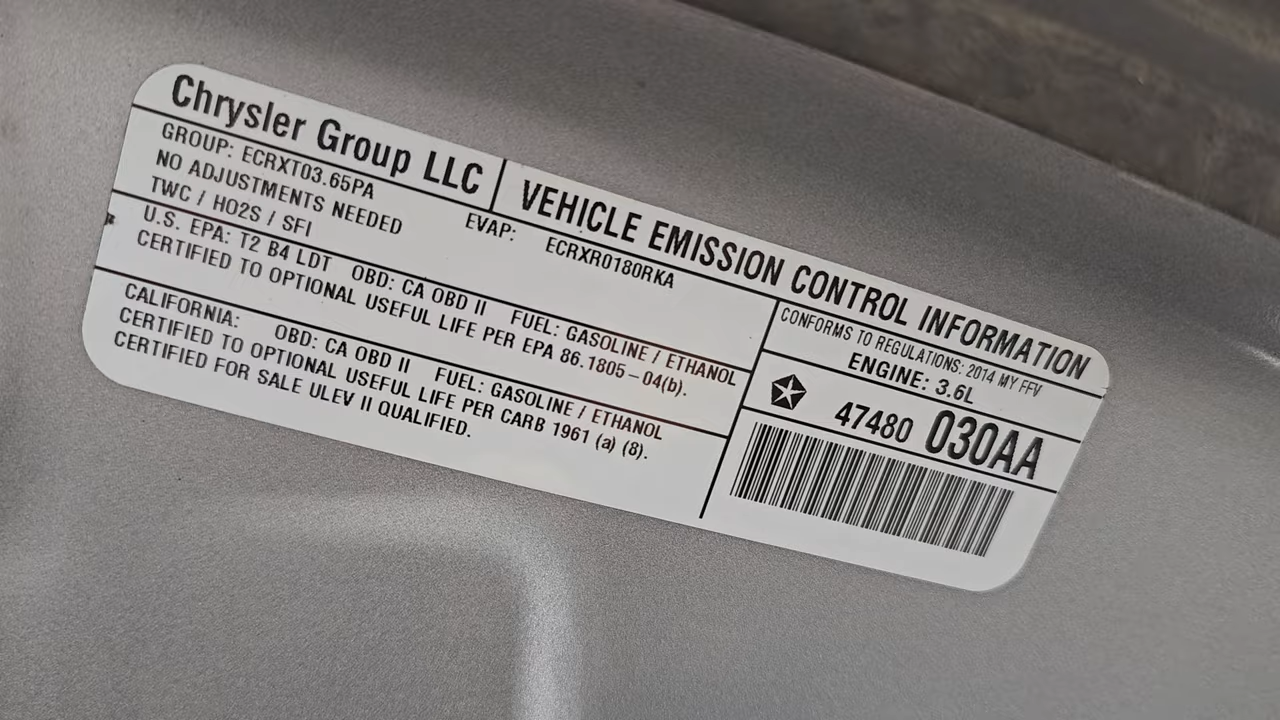 Chrysler Group LLC
VEHICLE EMISSION CONTROL INFORMATION
GROUP: ECRXT03.65PA
EVAP: ECRXR0180RKA
NO ADJUSTMENTS NEEDED
TWC / HO2S / SFI
U.S. EPA: T2 B4 LDT OBD: CA OBD II FUEL: GASOLINE / ETHANOL
CERTIFIED TO OPTIONAL USEFUL LIFE PER EPA 86.1805-04(b).
CALIFORNIA: OBD: CA OBD II FUEL: GASOLINE / ETHANOL
CERTIFIED TO OPTIONAL USEFUL LIFE PER CARB 1961 (a) (8).
CERTIFIED FOR SALE ULEV II QUALIFIED.
CONFORMS TO REGULATIONS: 2014 MY FFV
ENGINE: 3.6L
47480 030AA